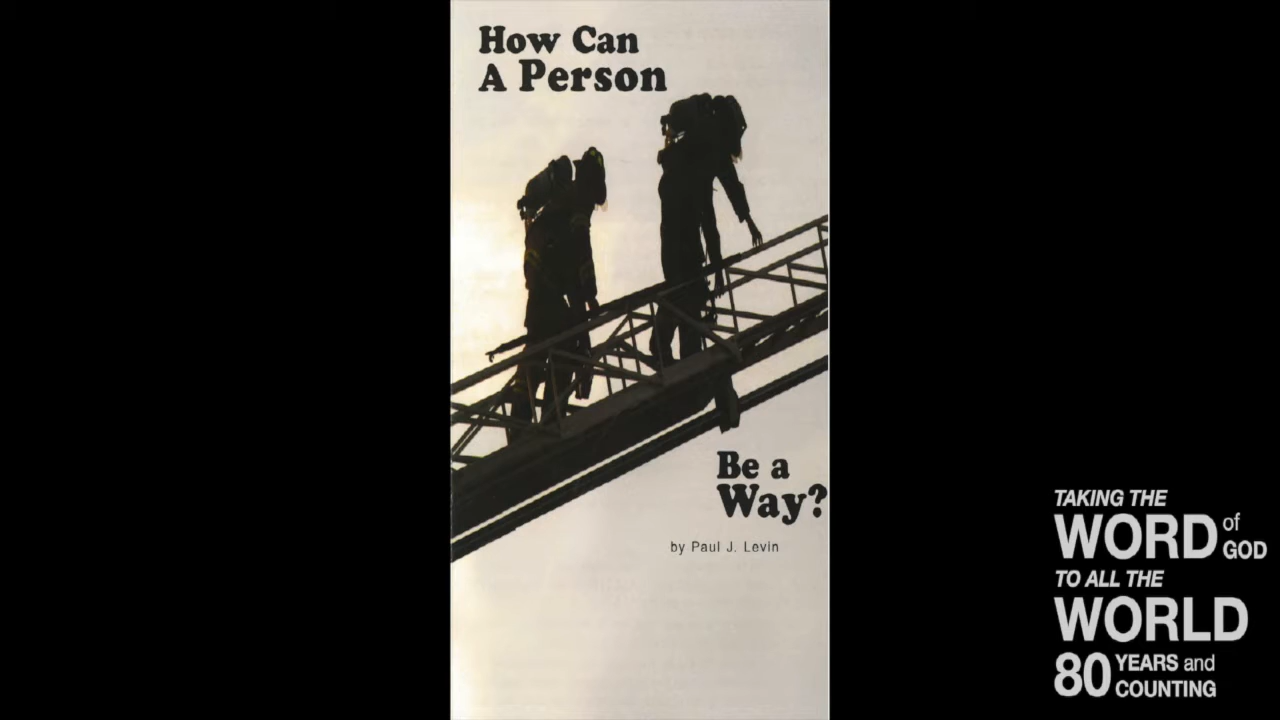 How Can
A Person
Be a
Way?
by Paul J. Levin
TAKING THE
WORD of
GOD
TO ALL THE
WORLD
80 YEARS and
COUNTING